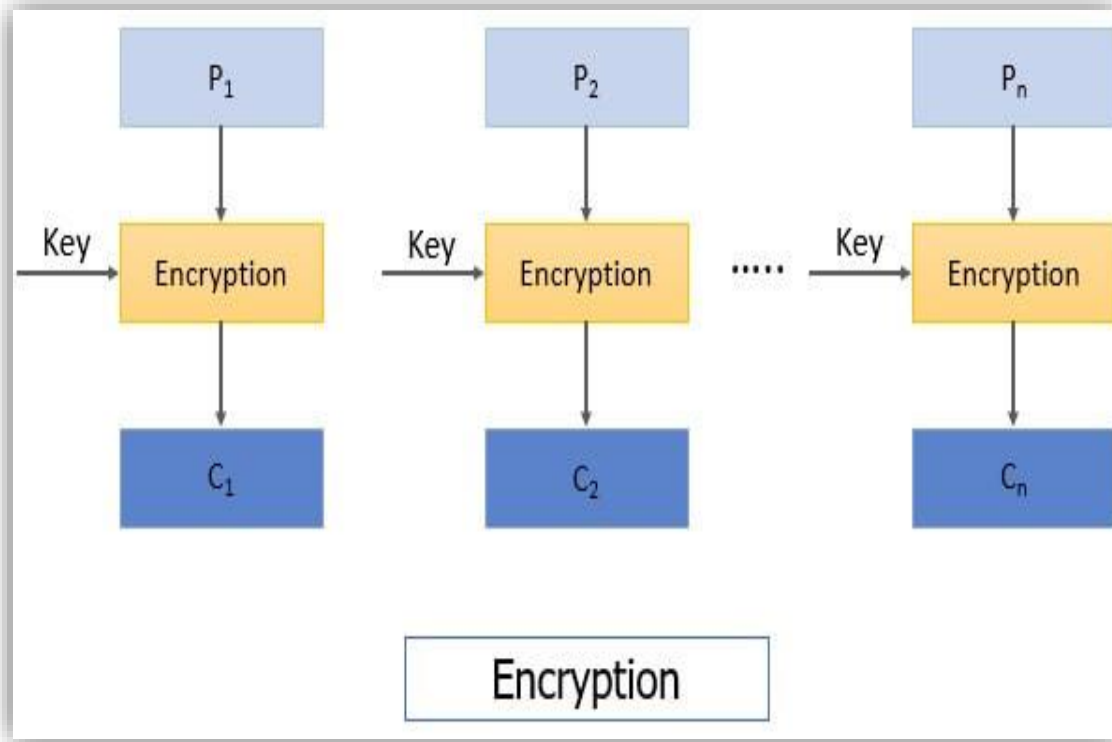 P₁ P₂ Pₙ
Key Encryption Key Encryption ..... Key Encryption
C₁ C₂ Cₙ
Encryption